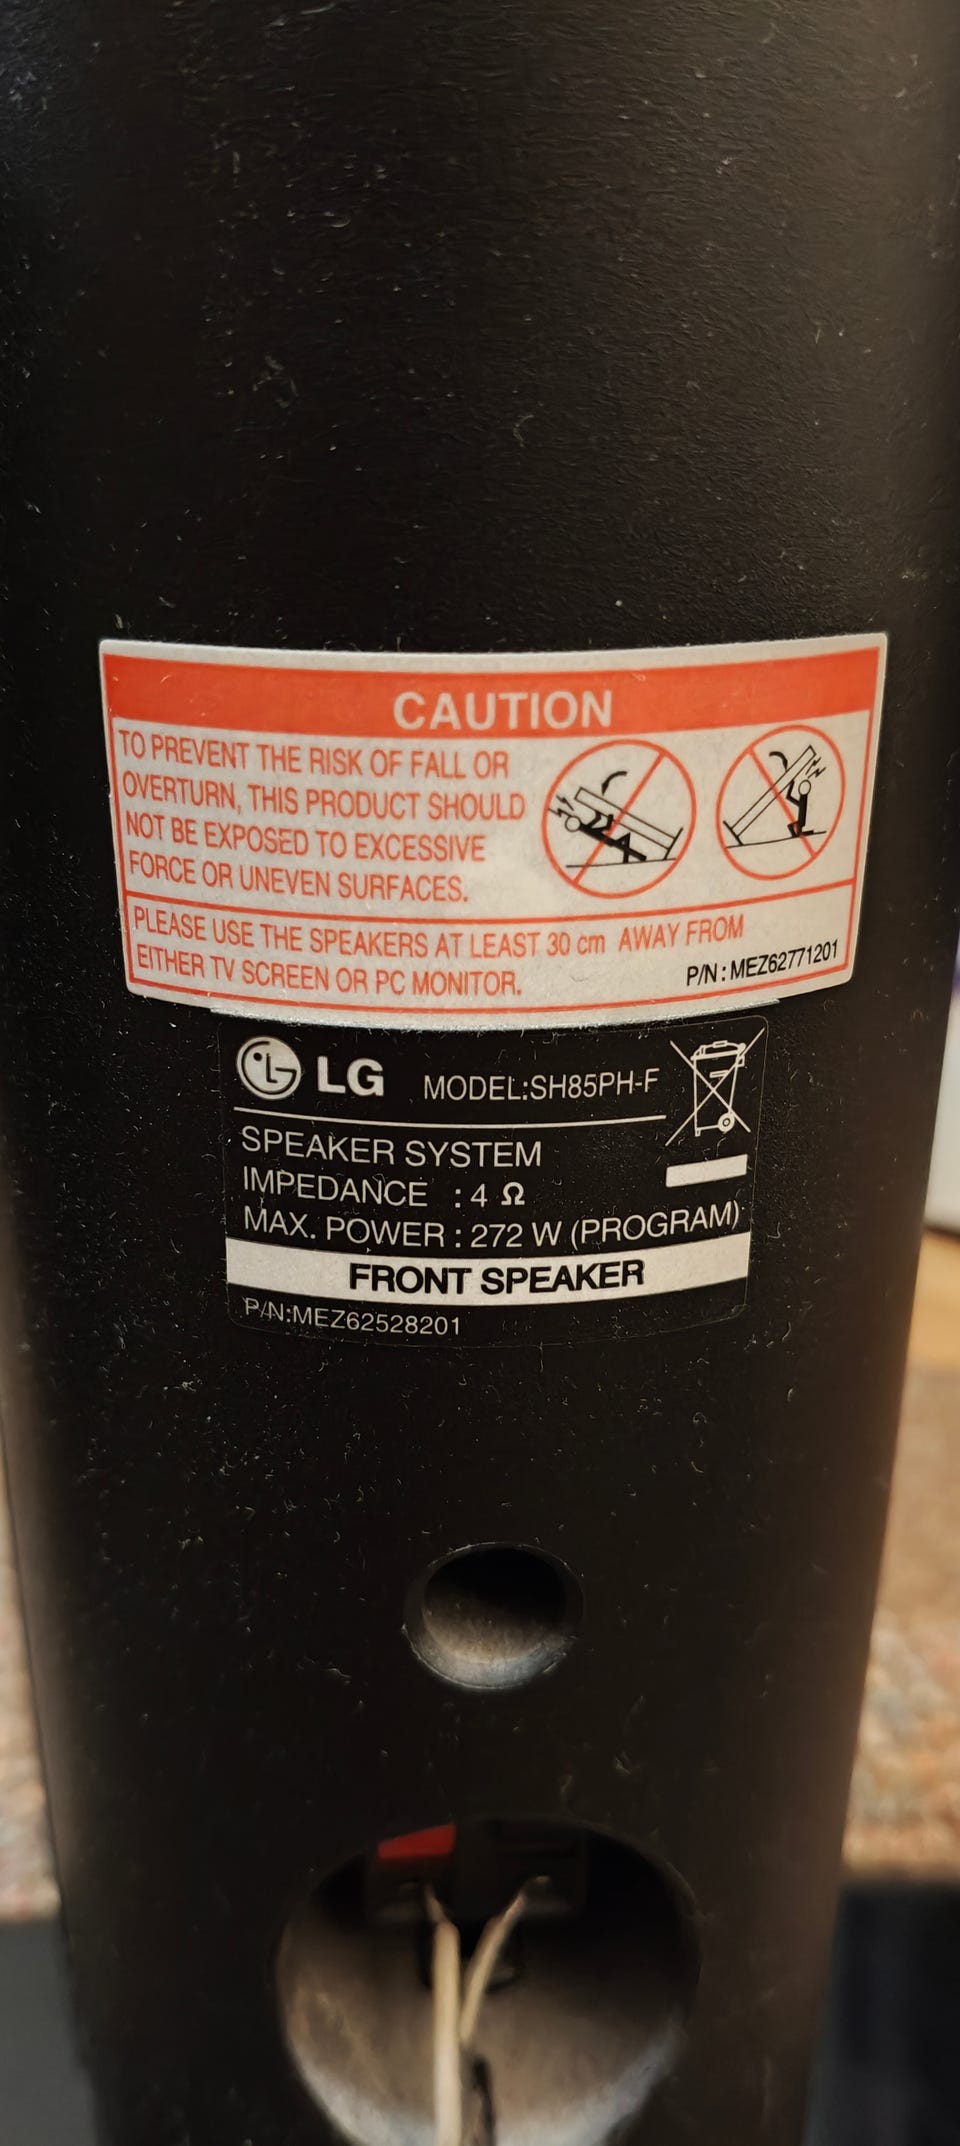 CAUTION
TO PREVENT THE RISK OF FALL OR
OVERTURN, THIS PRODUCT SHOULD
NOT BE EXPOSED TO EXCESSIVE
FORCE OR UNEVEN SURFACES.
PLEASE USE THE SPEAKERS AT LEAST 30 cm AWAY FROM
EITHER TV SCREEN OR PC MONITOR.
P/N : MEZ62771201
LG MODEL:SH85PH-F
SPEAKER SYSTEM
IMPEDANCE : 4 Ω
MAX. POWER : 272 W (PROGRAM)
FRONT SPEAKER
P/N:MEZ62528201